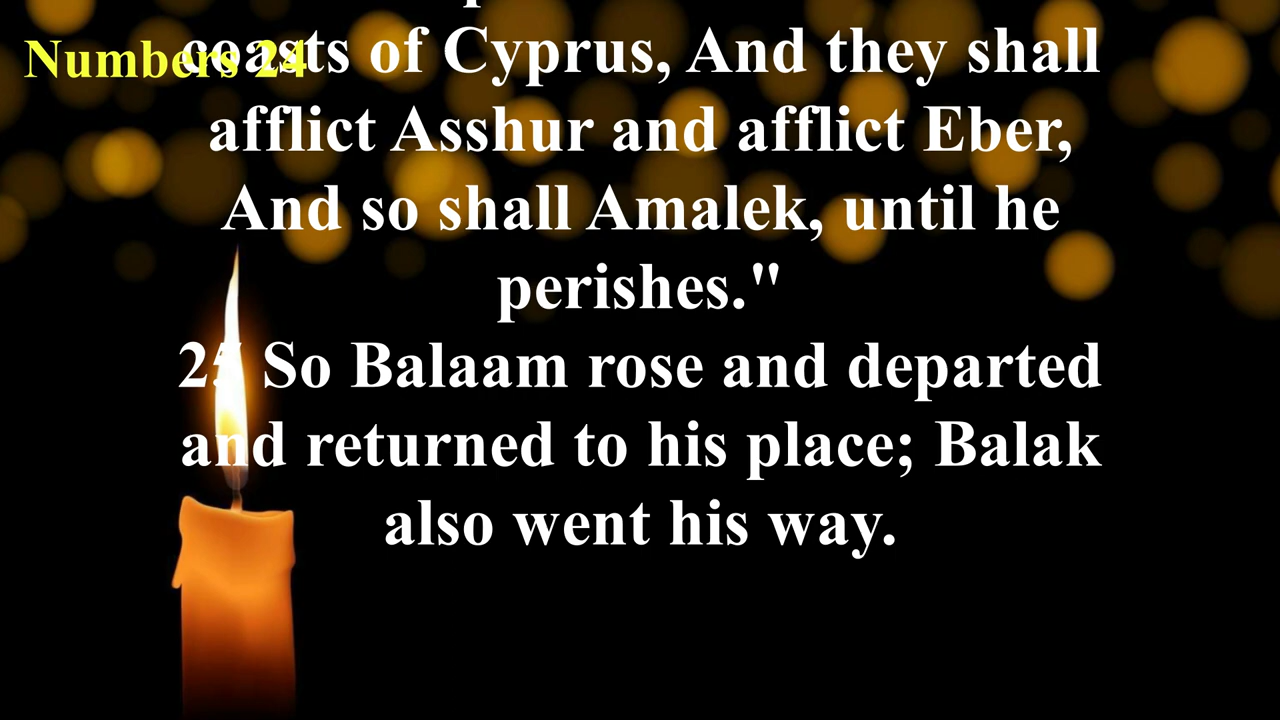 Numbers 24
coasts of Cyprus, And they shall
afflict Asshur and afflict Eber,
And so shall Amalek, until he
perishes."
25 So Balaam rose and departed
and returned to his place; Balak
also went his way.